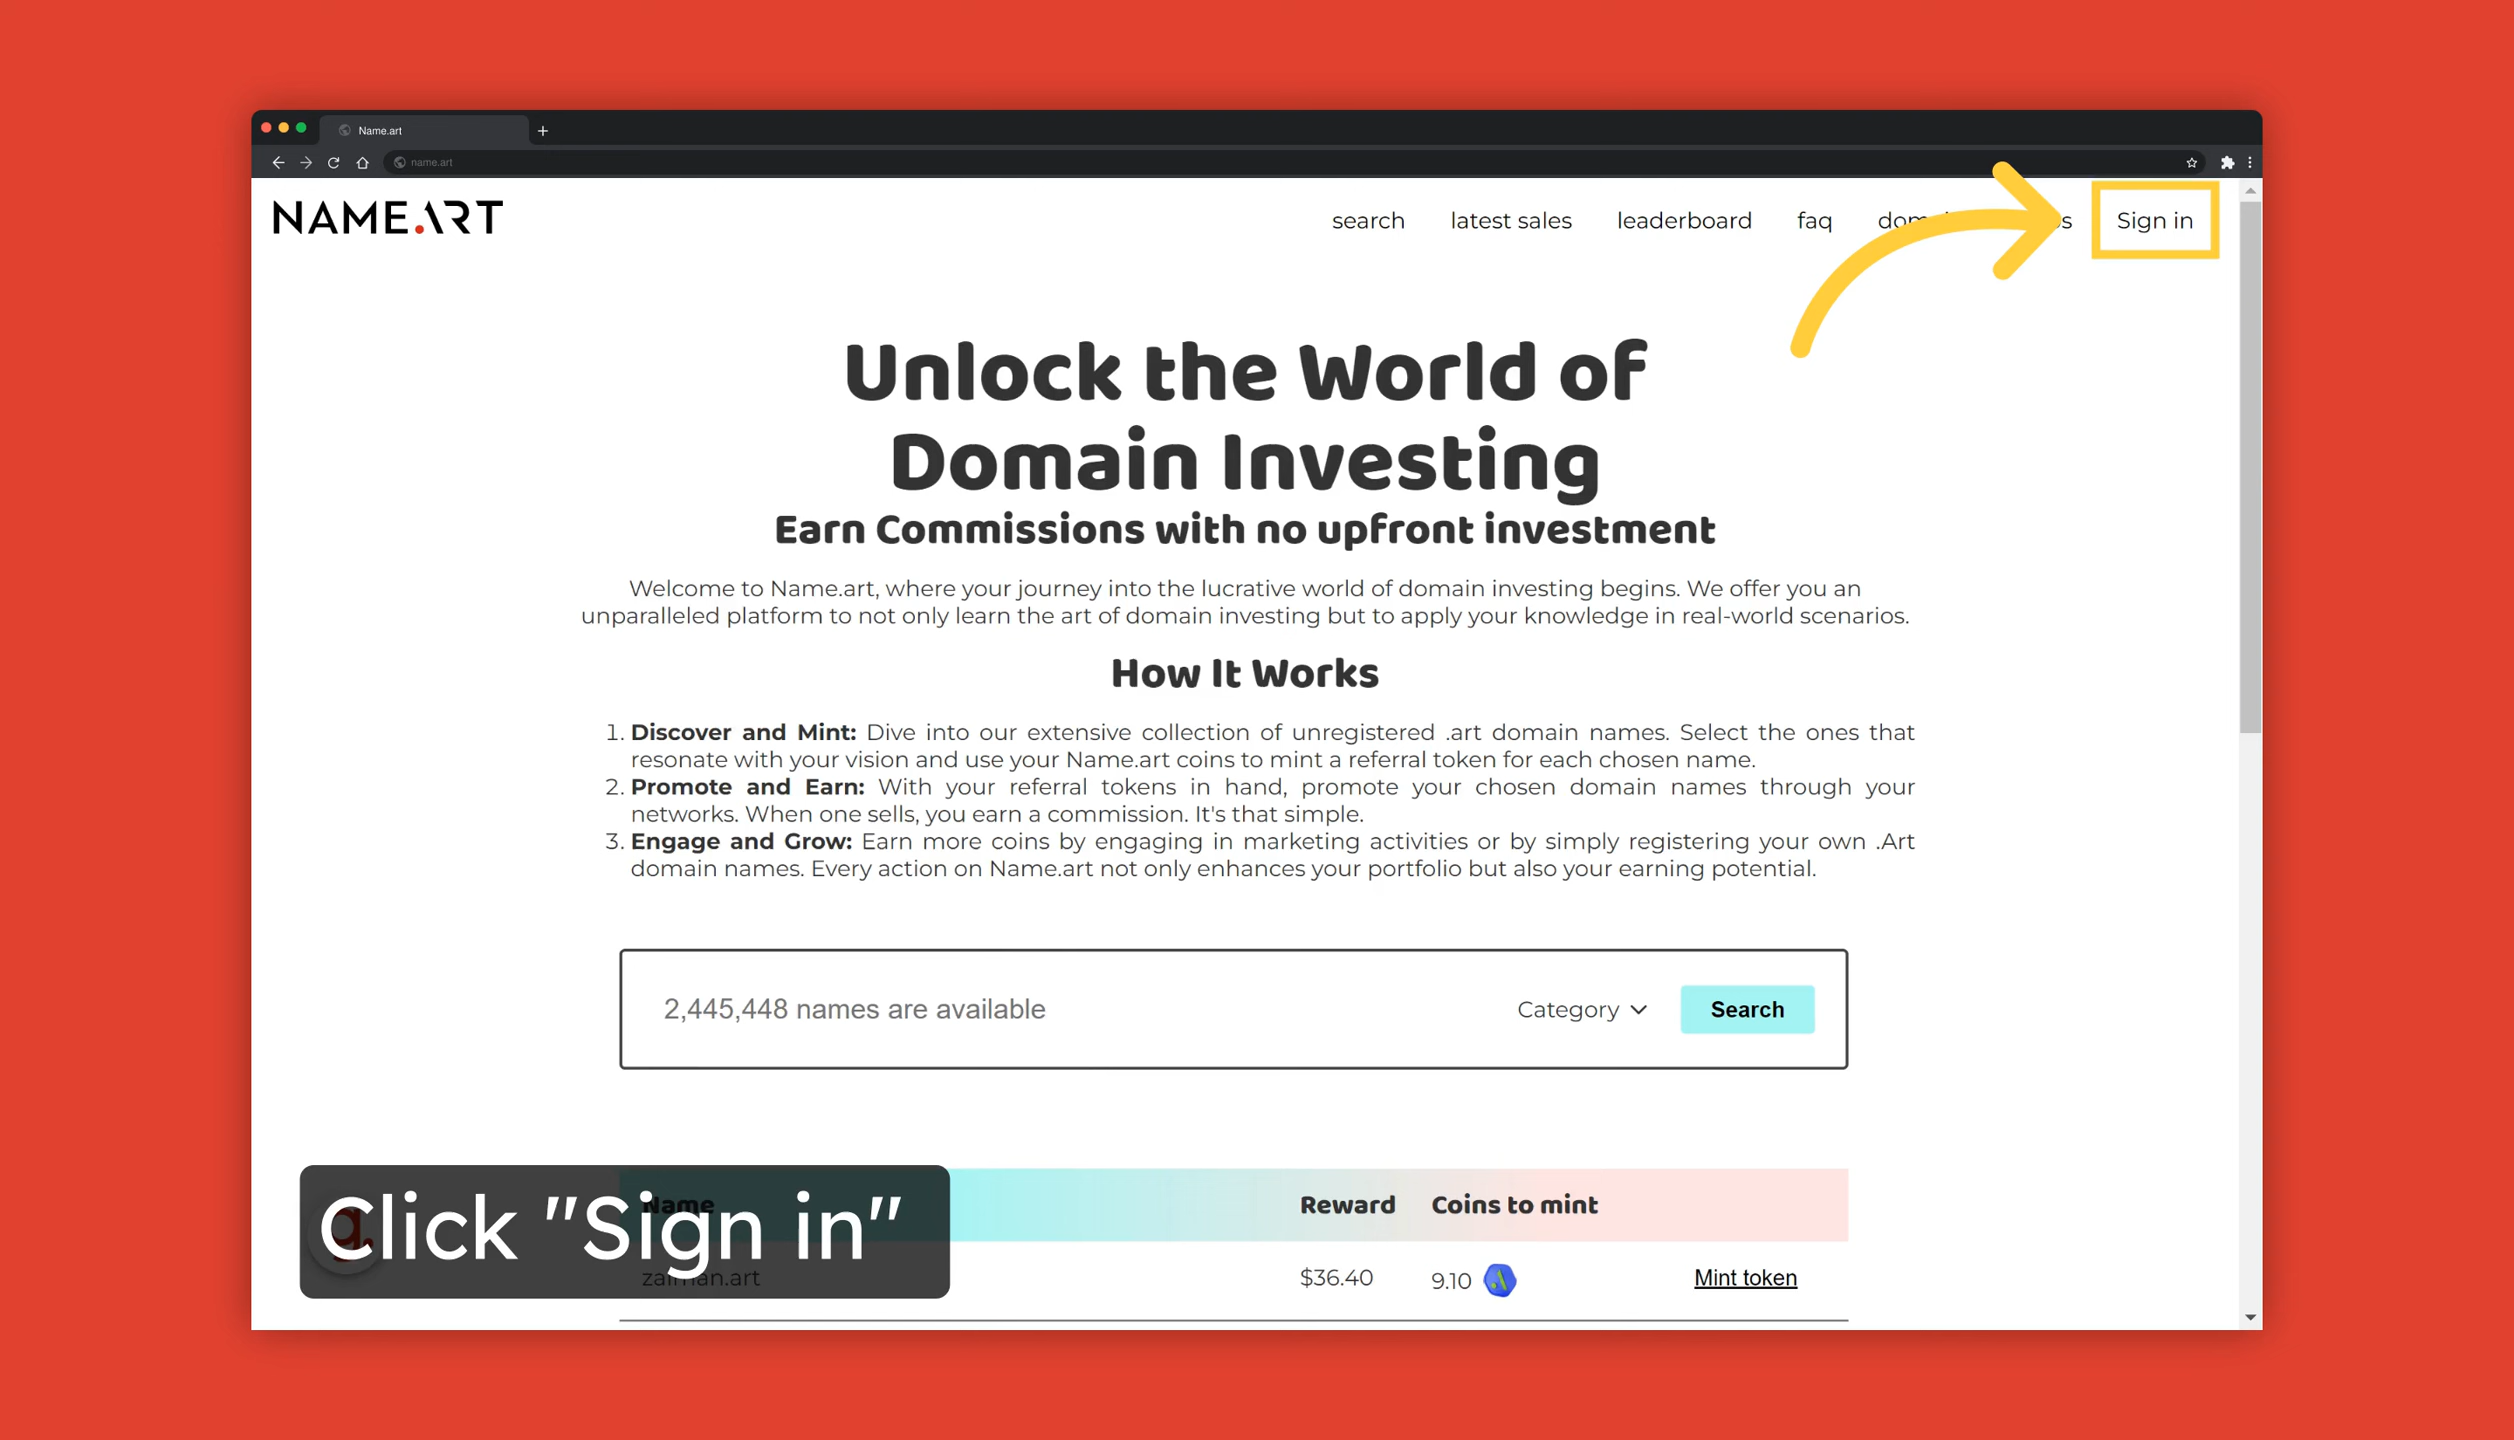 Name.art
name.art
NAME.ART
search latest sales leaderboard faq Sign in
Unlock the World of
Domain Investing
Earn Commissions with no upfront investment
Welcome to Name.art, where your journey into the lucrative world of domain investing begins. We offer you an
unparalleled platform to not only learn the art of domain investing but to apply your knowledge in real-world scenarios.
How It Works
1. Discover and Mint: Dive into our extensive collection of unregistered .art domain names. Select the ones that
resonate with your vision and use your Name.art coins to mint a referral token for each chosen name.
2. Promote and Earn: With your referral tokens in hand, promote your chosen domain names through your
networks. When one sells, you earn a commission. It's that simple.
3. Engage and Grow: Earn more coins by engaging in marketing activities or by simply registering your own .Art
domain names. Every action on Name.art not only enhances your portfolio but also your earning potential.
2,445,448 names are available Category Search
Name Reward Coins to mint
Click "Sign in"
$36.40 9.10 Mint token